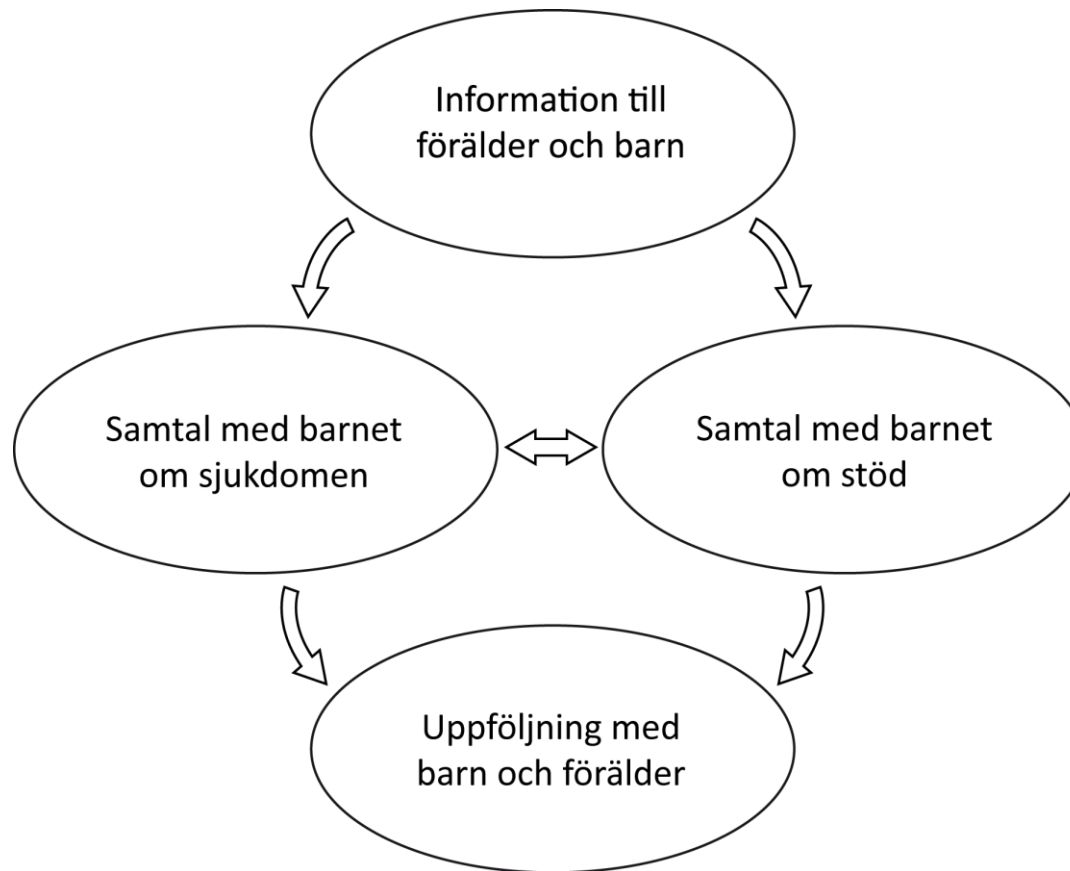 Information till
förälder och barn
Samtal med barnet
om sjukdomen
Samtal med barnet
om stöd
Uppföljning med
barn och förälder